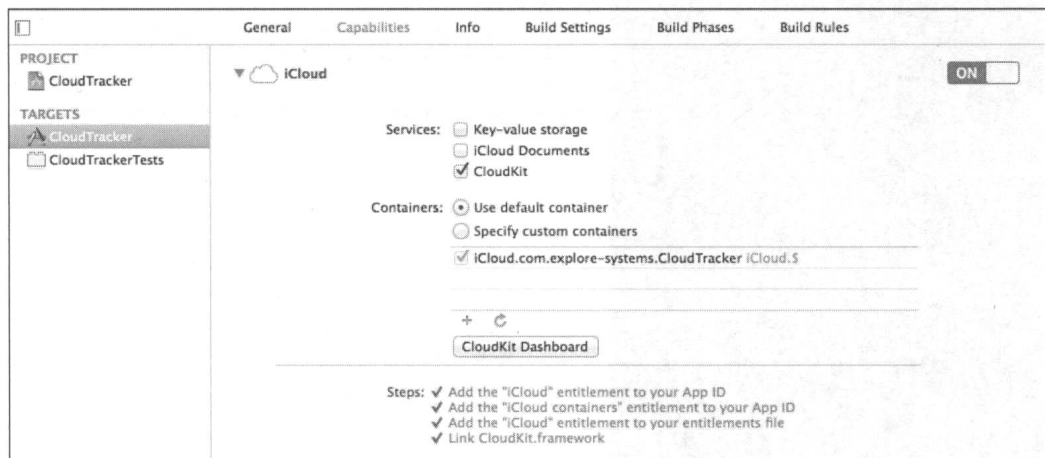 General Capabilities Info Build Settings Build Phases Build Rules
PROJECT
CloudTracker
TARGETS
CloudTracker
CloudTrackerTests
iCloud
ON
Services: Key-value storage
iCloud Documents
CloudKit
Containers: Use default container
Specify custom containers
iCloud.com.explore-systems.CloudTracker iCloud.$
CloudKit Dashboard
Steps: ✓ Add the "iCloud" entitlement to your App ID
✓ Add the "iCloud containers" entitlement to your App ID
✓ Add the "iCloud" entitlement to your entitlements file
✓ Link CloudKit.framework